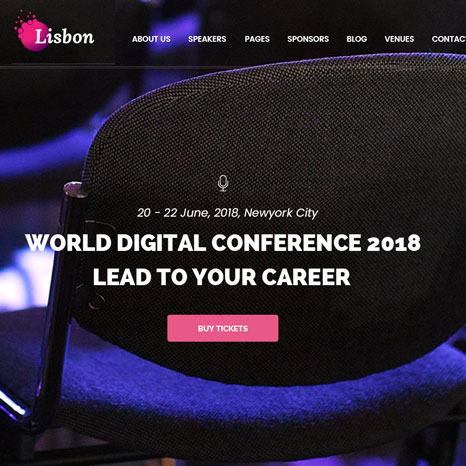 Lisbon
ABOUT US SPEAKERS PAGES SPONSORS BLOG VENUES CONTACT
20 - 22 June, 2018, Newyork City
WORLD DIGITAL CONFERENCE 2018
LEAD TO YOUR CAREER
BUY TICKETS